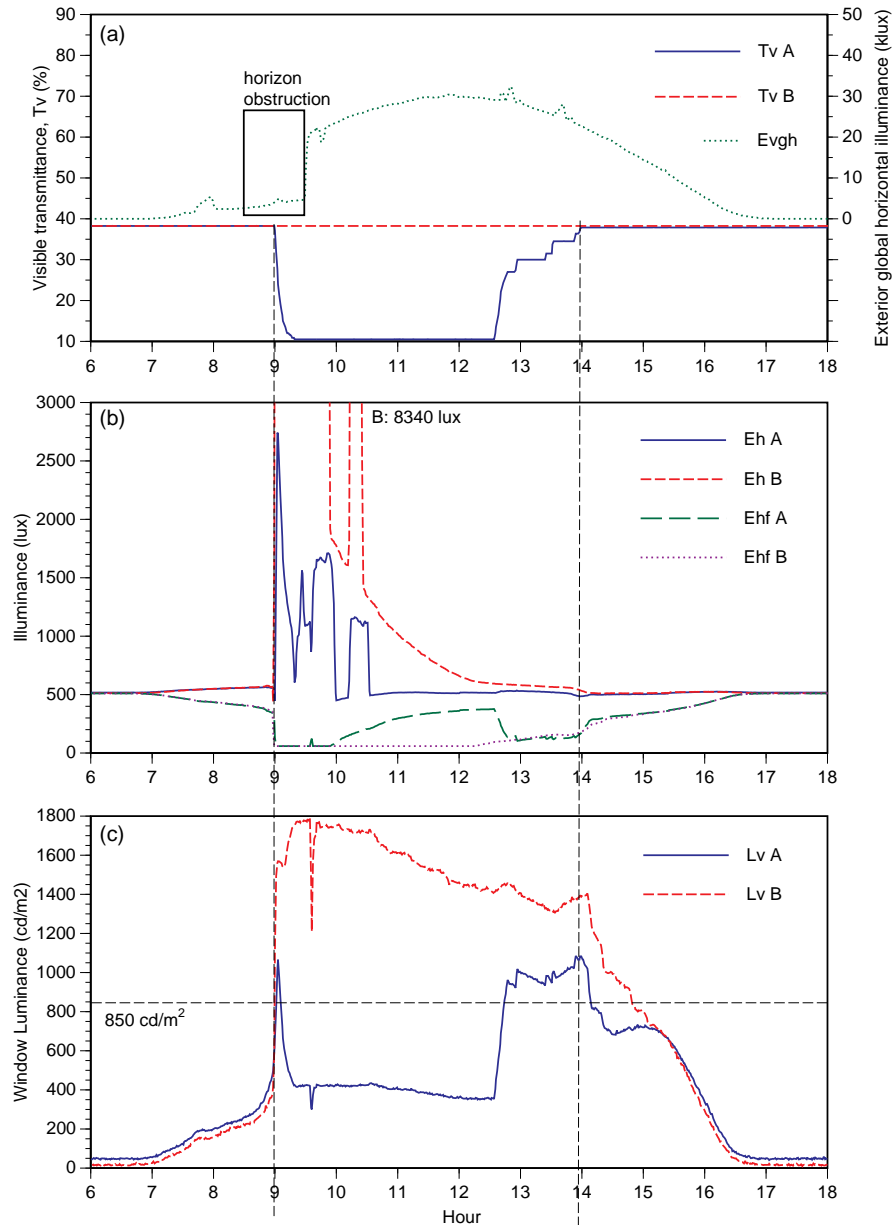 (a)
horizon
obstruction
Tv A
Tv B
Evgh
Visible transmittance, Tv (%)
90
80
70
60
50
40
30
20
10
Exterior global horizontal illuminance (klux)
50
40
30
20
10
0
6 7 8 9 10 11 12 13 14 15 16 17 18
(b)
B: 8340 lux
Eh A
Eh B
Ehf A
Ehf B
Illuminance (lux)
3000
2500
2000
1500
1000
500
0
6 7 8 9 10 11 12 13 14 15 16 17 18
(c)
Lv A
Lv B
850 cd/m²
Window Luminance (cd/m2)
1800
1600
1400
1200
1000
800
600
400
200
0
6 7 8 9 10 11 12 13 14 15 16 17 18
Hour